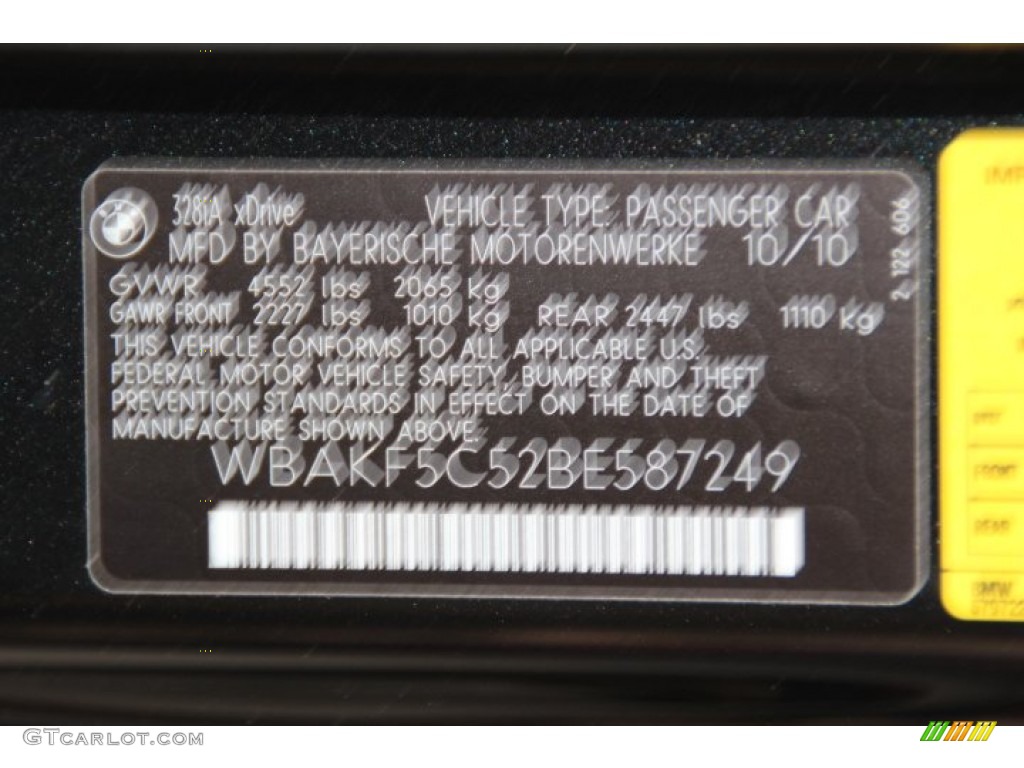 328iA xDrive VEHICLE TYPE: PASSENGER CAR
MFD BY BAYERISCHE MOTORENWERKE 10/10
GVWR 4552 lbs 2065 kg
GAWR FRONT 2227 lbs 1010 kg REAR 2447 lbs 1110 kg
THIS VEHICLE CONFORMS TO ALL APPLICABLE U.S.
FEDERAL MOTOR VEHICLE SAFETY, BUMPER AND THEFT
PREVENTION STANDARDS IN EFFECT ON THE DATE OF
MANUFACTURE SHOWN ABOVE.
WBAKF5C52BE587249
2 122 606
FRONT
REAR
BMW
GTCARLOT.COM